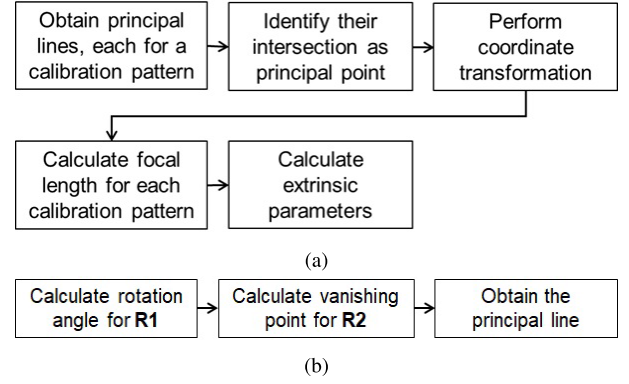 Obtain principal
lines, each for a
calibration pattern
Identify their
intersection as
principal point
Perform
coordinate
transformation
Calculate focal
length for each
calibration pattern
Calculate
extrinsic
parameters
(a)
Calculate rotation
angle for R1
Calculate vanishing
point for R2
Obtain the
principal line
(b)